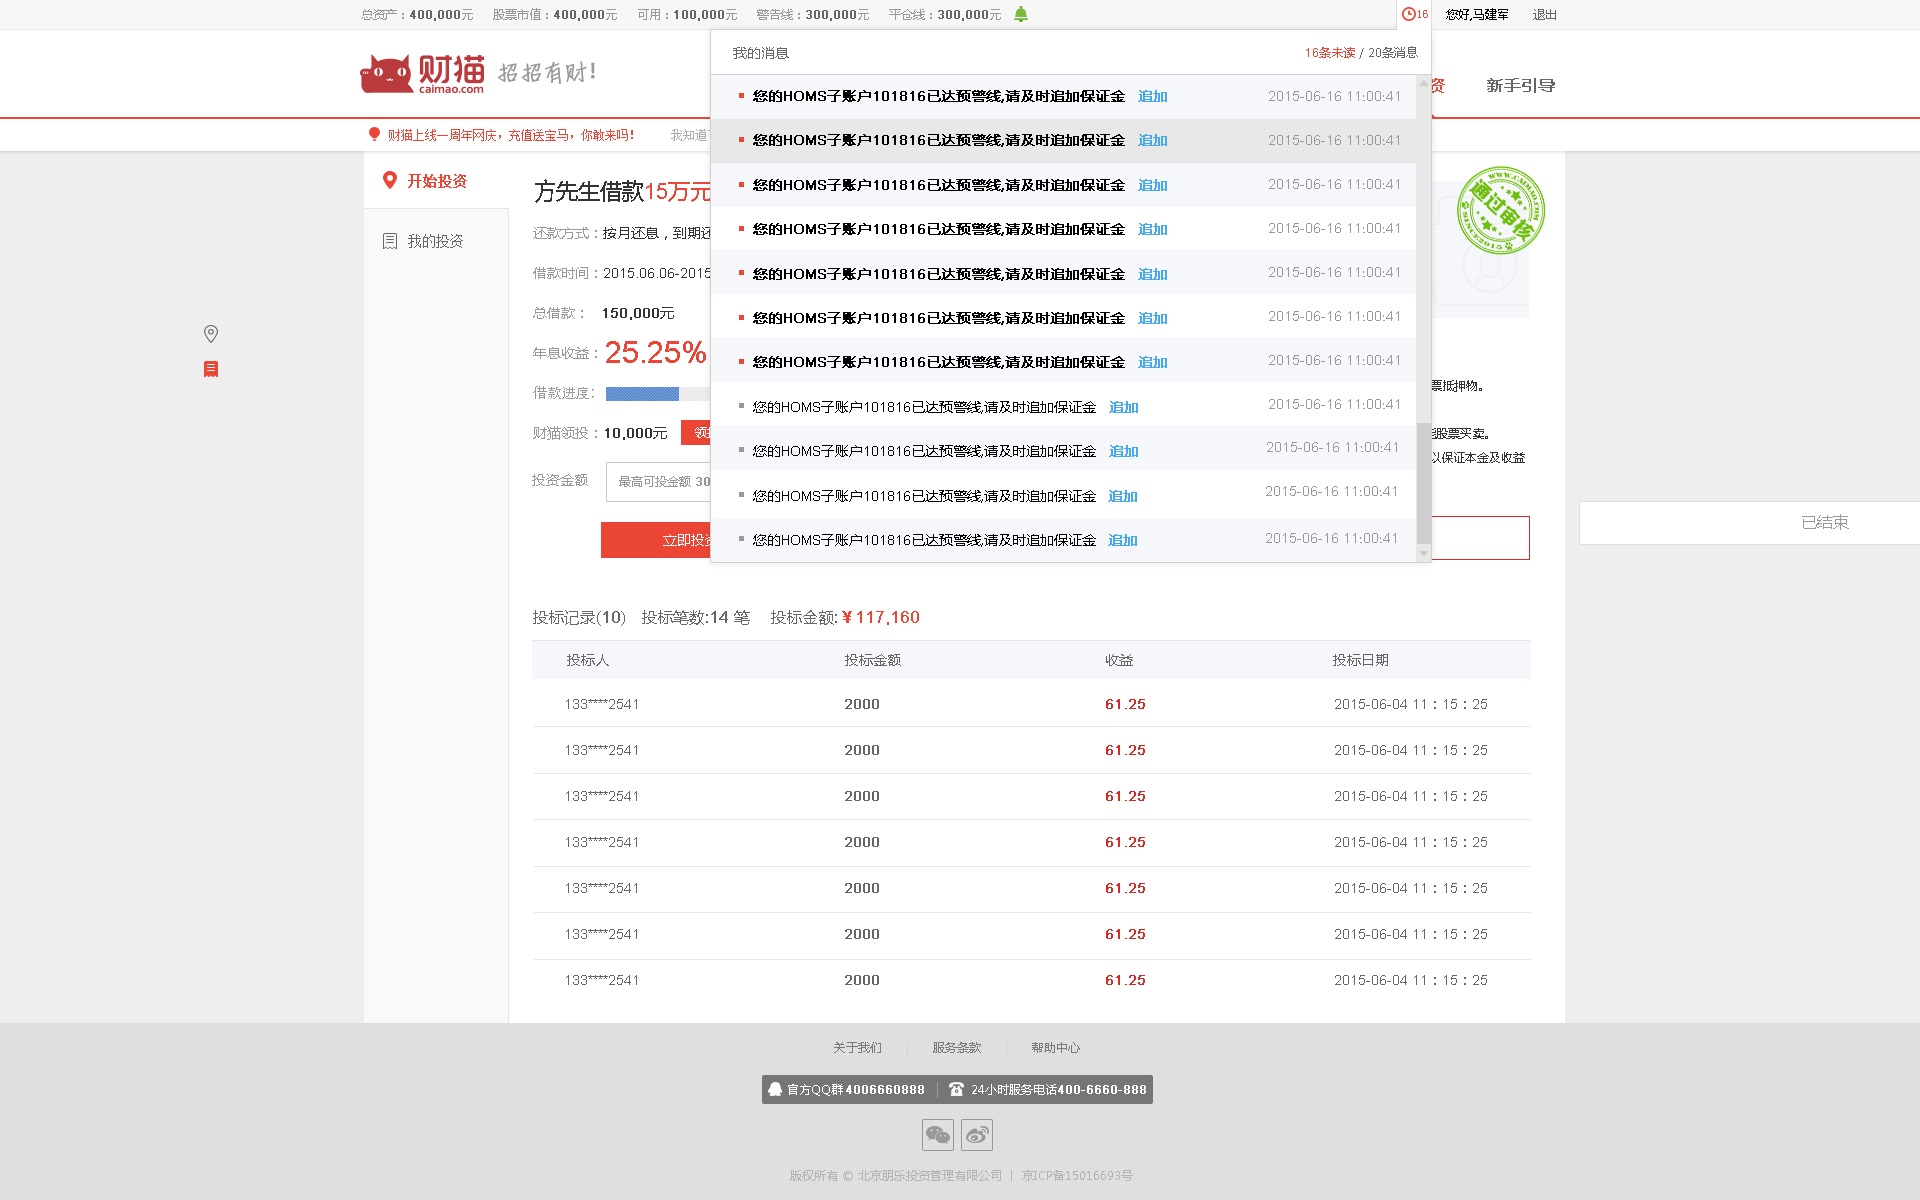 总资产：400,000元 股票市值：400,000元 可用：100,000元 警告线：300,000元 平仓线：300,000元 16 您好,马建军 退出
财猫 招招有财!
caimao.com
资 新手引导
财猫上线一周年网庆，充值送宝马，你敢来吗! 我知道
我的消息 16条未读 / 20条消息
您的HOMS子账户101816已达预警线,请及时追加保证金 追加 2015-06-16 11:00:41
您的HOMS子账户101816已达预警线,请及时追加保证金 追加 2015-06-16 11:00:41
您的HOMS子账户101816已达预警线,请及时追加保证金 追加 2015-06-16 11:00:41
您的HOMS子账户101816已达预警线,请及时追加保证金 追加 2015-06-16 11:00:41
您的HOMS子账户101816已达预警线,请及时追加保证金 追加 2015-06-16 11:00:41
您的HOMS子账户101816已达预警线,请及时追加保证金 追加 2015-06-16 11:00:41
您的HOMS子账户101816已达预警线,请及时追加保证金 追加 2015-06-16 11:00:41
您的HOMS子账户101816已达预警线,请及时追加保证金 追加 2015-06-16 11:00:41
您的HOMS子账户101816已达预警线,请及时追加保证金 追加 2015-06-16 11:00:41
您的HOMS子账户101816已达预警线,请及时追加保证金 追加 2015-06-16 11:00:41
您的HOMS子账户101816已达预警线,请及时追加保证金 追加 2015-06-16 11:00:41
开始投资
我的投资
方先生借款15万元
通过审核
SINCE2015
还款方式：按月还息，到期还
借款时间：2015.06.06-2015
总借款： 150,000元
年息收益：25.25%
借款进度：
票抵押物。
财猫领投：10,000元 领投
股票买卖。
以保证本金及收益
投资金额 最高可投金额 30
立即投资
已结束
投标记录(10) 投标笔数:14 笔 投标金额:¥ 117,160
投标人 投标金额 收益 投标日期
133****2541 2000 61.25 2015-06-04 11：15：25
133****2541 2000 61.25 2015-06-04 11：15：25
133****2541 2000 61.25 2015-06-04 11：15：25
133****2541 2000 61.25 2015-06-04 11：15：25
133****2541 2000 61.25 2015-06-04 11：15：25
133****2541 2000 61.25 2015-06-04 11：15：25
133****2541 2000 61.25 2015-06-04 11：15：25
关于我们 | 服务条款 | 帮助中心
官方QQ群4006660888 | 24小时服务电话400-6660-888
版权所有 © 北京朋乐投资管理有限公司 | 京ICP备15016693号